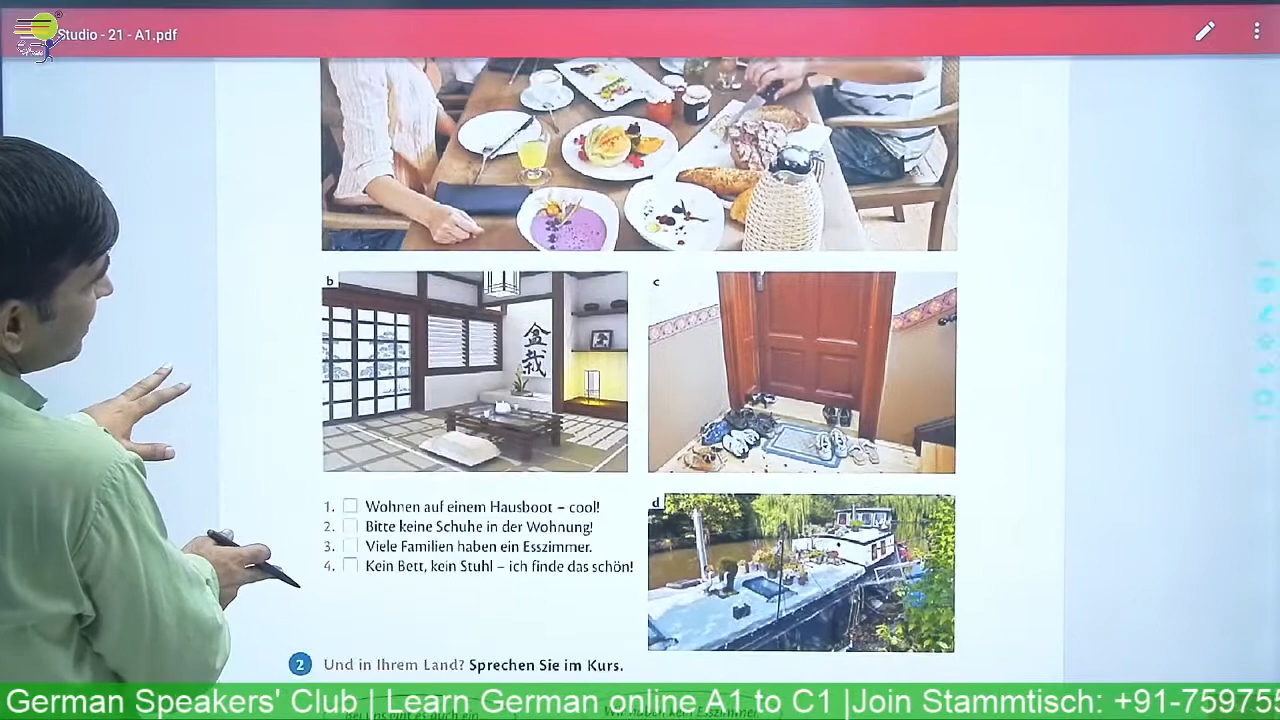 Studio - 21 - A1.pdf
b
c
盆
栽
1. Wohnen auf einem Hausboot – cool!
2. Bitte keine Schuhe in der Wohnung!
3. Viele Familien haben ein Esszimmer.
4. Kein Bett, kein Stuhl – ich finde das schön!
d
2 Und in Ihrem Land? Sprechen Sie im Kurs.
German Speakers' Club | Learn German online A1 to C1 |Join Stammtisch: +91-759755